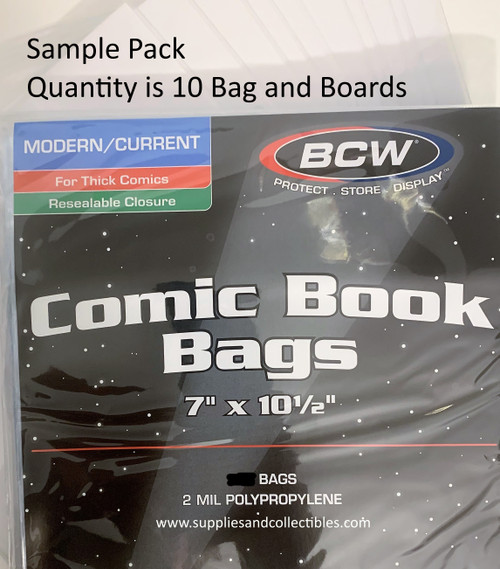 Sample Pack
Quantity is 10 Bag and Boards
MODERN/CURRENT
For Thick Comics
Resealable Closure
BCW
PROTECT . STORE . DISPLAY™
Comic Book
Bags
7" x 10½"
BAGS
2 MIL POLYPROPYLENE
www.suppliesandcollectibles.com